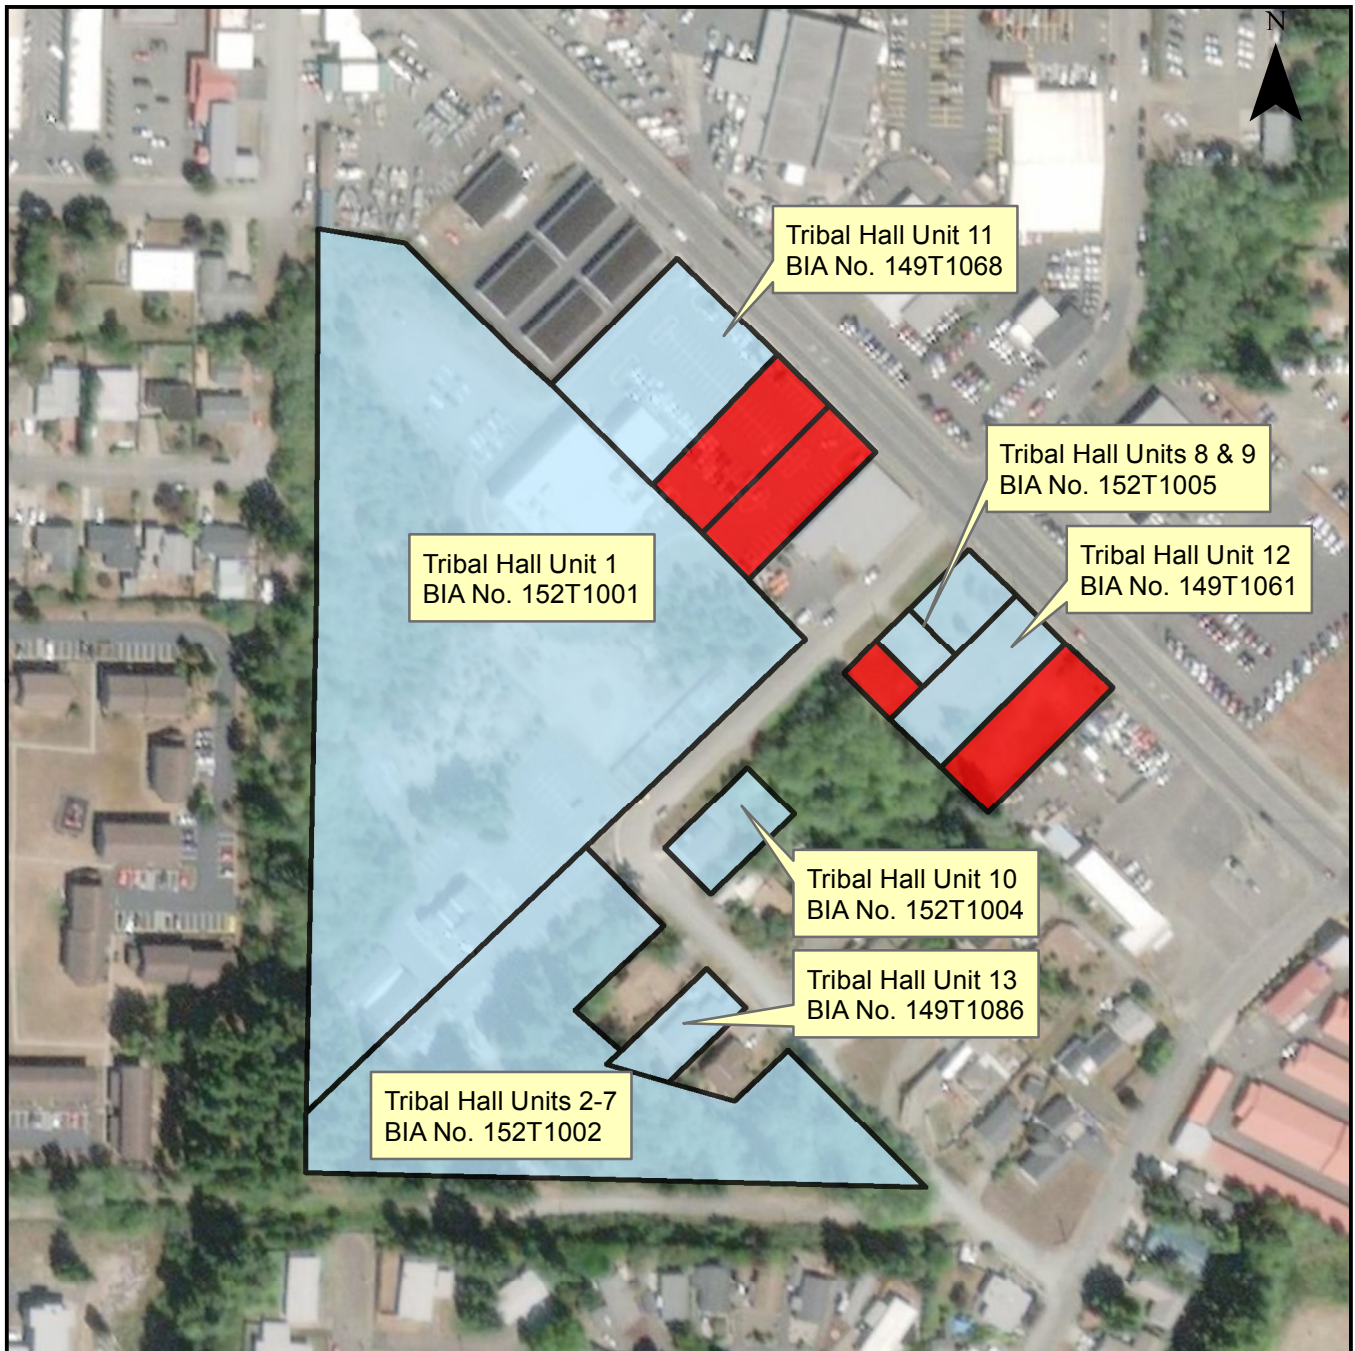 N
Tribal Hall Unit 11
BIA No. 149T1068
Tribal Hall Units 8 & 9
BIA No. 152T1005
Tribal Hall Unit 12
BIA No. 149T1061
Tribal Hall Unit 1
BIA No. 152T1001
Tribal Hall Unit 10
BIA No. 152T1004
Tribal Hall Unit 13
BIA No. 149T1086
Tribal Hall Units 2-7
BIA No. 152T1002